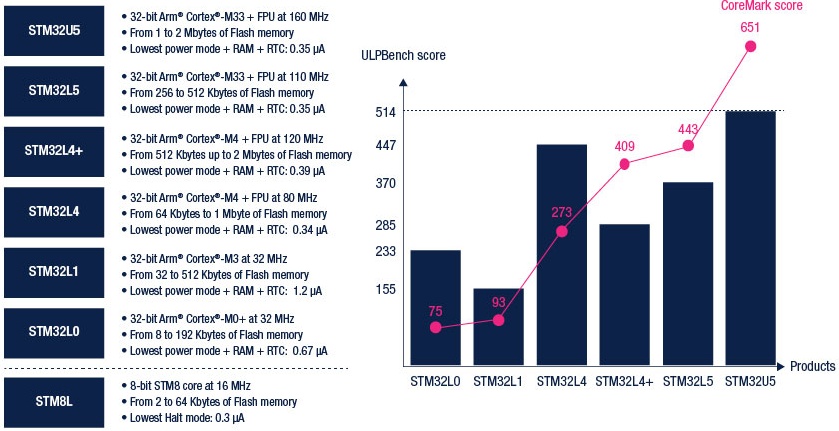 STM32U5
• 32-bit Arm® Cortex®-M33 + FPU at 160 MHz
• From 1 to 2 Mbytes of Flash memory
• Lowest power mode + RAM + RTC: 0.35 µA
STM32L5
• 32-bit Arm® Cortex®-M33 + FPU at 110 MHz
• From 256 to 512 Kbytes of Flash memory
• Lowest power mode + RAM + RTC: 0.35 µA
STM32L4+
• 32-bit Arm® Cortex®-M4 + FPU at 120 MHz
• From 512 Kbytes up to 2 Mbytes of Flash memory
• Lowest power mode + RAM + RTC: 0.39 µA
STM32L4
• 32-bit Arm® Cortex®-M4 + FPU at 80 MHz
• From 64 Kbytes to 1 Mbyte of Flash memory
• Lowest power mode + RAM + RTC: 0.34 µA
STM32L1
• 32-bit Arm® Cortex®-M3 at 32 MHz
• From 32 to 512 Kbytes of Flash memory
• Lowest power mode + RAM + RTC: 1.2 µA
STM32L0
• 32-bit Arm® Cortex®-M0+ at 32 MHz
• From 8 to 192 Kbytes of Flash memory
• Lowest power mode + RAM + RTC: 0.67 µA
STM8L
• 8-bit STM8 core at 16 MHz
• From 2 to 64 Kbytes of Flash memory
• Lowest Halt mode: 0.3 µA
CoreMark score
651
ULPBench score
514
447
370
285
233
155
75
93
273
409
443
Products
STM32L0
STM32L1
STM32L4
STM32L4+
STM32L5
STM32U5